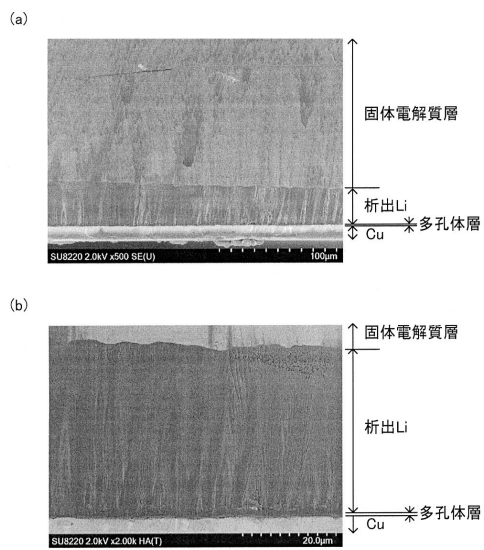 (a)
固体電解質層
析出Li
多孔体層
Cu
SU8220 2.0kV x500 SE(U) 100μm
(b)
固体電解質層
析出Li
多孔体層
Cu
SU8220 2.0kV x2.00k HA(T) 20.0μm